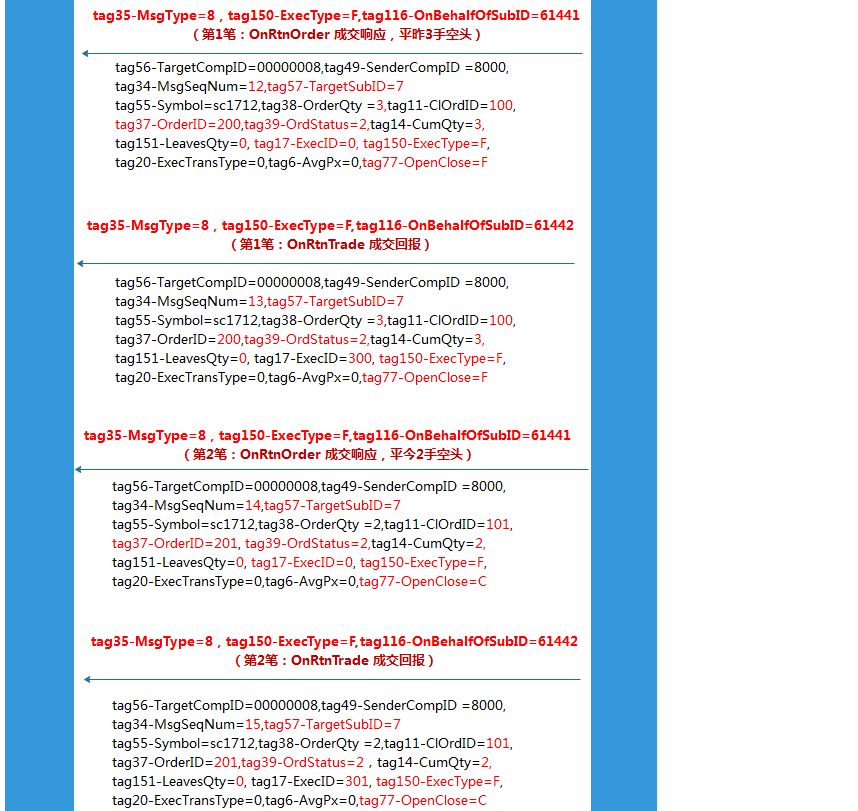 tag35-MsgType=8，tag150-ExecType=F,tag116-OnBehalfOfSubID=61441
（第1笔：OnRtnOrder 成交响应，平昨3手空头）
tag56-TargetCompID=00000008,tag49-SenderCompID =8000,
tag34-MsgSeqNum=12,tag57-TargetSubID=7
tag55-Symbol=sc1712,tag38-OrderQty =3,tag11-ClOrdID=100,
tag37-OrderID=200,tag39-OrdStatus=2,tag14-CumQty=3,
tag151-LeavesQty=0, tag17-ExecID=0, tag150-ExecType=F,
tag20-ExecTransType=0,tag6-AvgPx=0,tag77-OpenClose=F
tag35-MsgType=8，tag150-ExecType=F,tag116-OnBehalfOfSubID=61442
（第1笔：OnRtnTrade 成交回报）
tag56-TargetCompID=00000008,tag49-SenderCompID =8000,
tag34-MsgSeqNum=13,tag57-TargetSubID=7
tag55-Symbol=sc1712,tag38-OrderQty =3,tag11-ClOrdID=100,
tag37-OrderID=200,tag39-OrdStatus=2,tag14-CumQty=3,
tag151-LeavesQty=0, tag17-ExecID=300, tag150-ExecType=F,
tag20-ExecTransType=0,tag6-AvgPx=0,tag77-OpenClose=F
tag35-MsgType=8，tag150-ExecType=F,tag116-OnBehalfOfSubID=61441
（第2笔：OnRtnOrder 成交响应，平今2手空头）
tag56-TargetCompID=00000008,tag49-SenderCompID =8000,
tag34-MsgSeqNum=14,tag57-TargetSubID=7
tag55-Symbol=sc1712,tag38-OrderQty =2,tag11-ClOrdID=101,
tag37-OrderID=201, tag39-OrdStatus=2,tag14-CumQty=2,
tag151-LeavesQty=0, tag17-ExecID=0, tag150-ExecType=F,
tag20-ExecTransType=0,tag6-AvgPx=0,tag77-OpenClose=C
tag35-MsgType=8，tag150-ExecType=F,tag116-OnBehalfOfSubID=61442
（第2笔：OnRtnTrade 成交回报）
tag56-TargetCompID=00000008,tag49-SenderCompID =8000,
tag34-MsgSeqNum=15,tag57-TargetSubID=7
tag55-Symbol=sc1712,tag38-OrderQty =2,tag11-ClOrdID=101,
tag37-OrderID=201,tag39-OrdStatus=2，tag14-CumQty=2,
tag151-LeavesQty=0, tag17-ExecID=301, tag150-ExecType=F,
tag20-ExecTransType=0,tag6-AvgPx=0,tag77-OpenClose=C